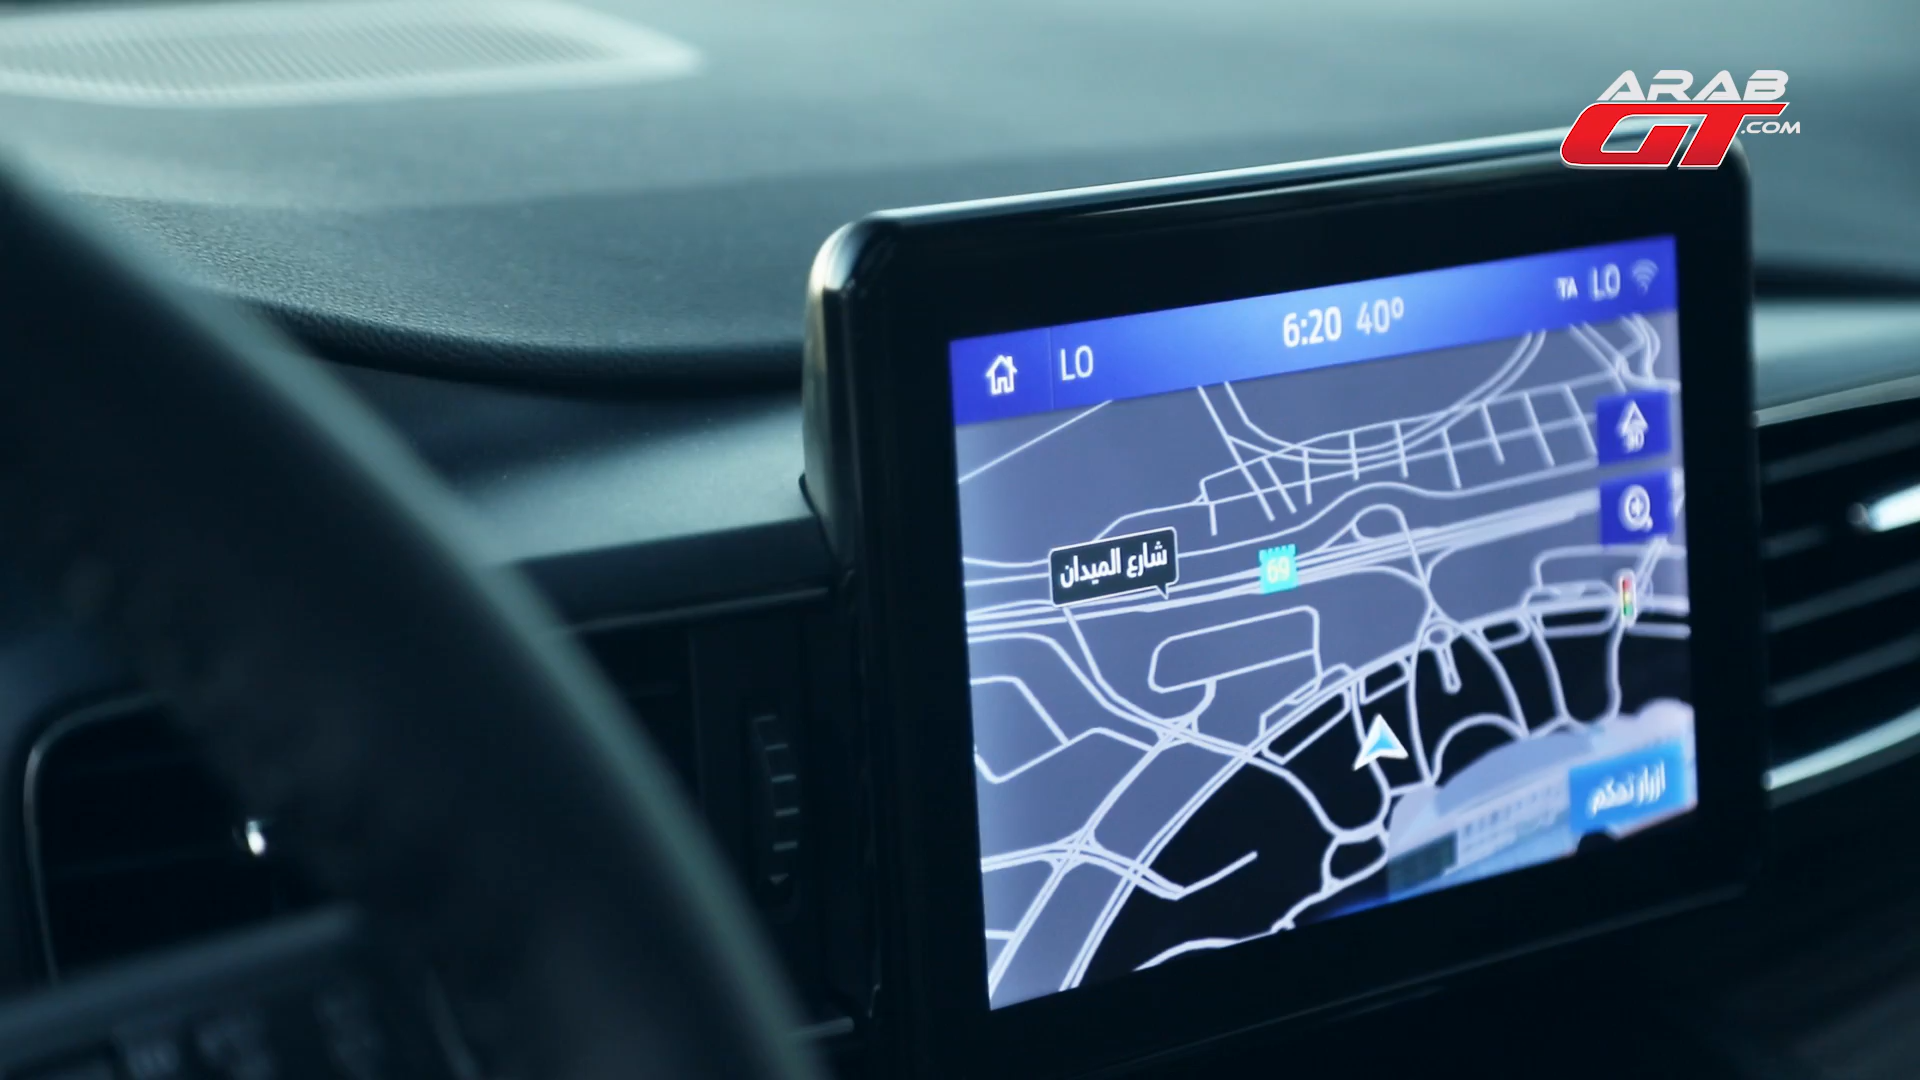 ARAB
GT.COM
LO
6:20 40°
TA LO
3D
شارع الميدان
69
ازرار تحكم